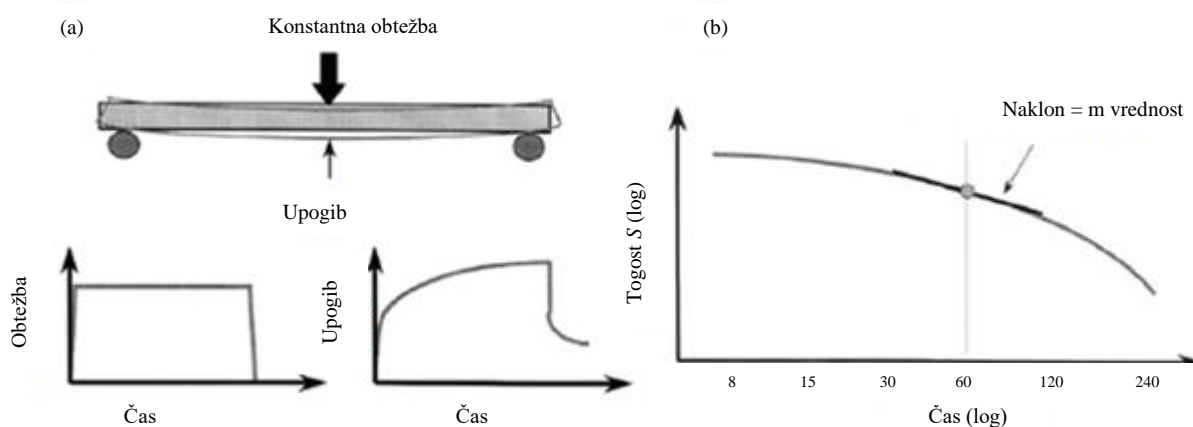 (a)
Konstantna obtežba
Upogib
Obtežba
Čas
Upogib
Čas
(b)
Naklon = m vrednost
Togost S (log)
8 15 30 60 120 240
Čas (log)